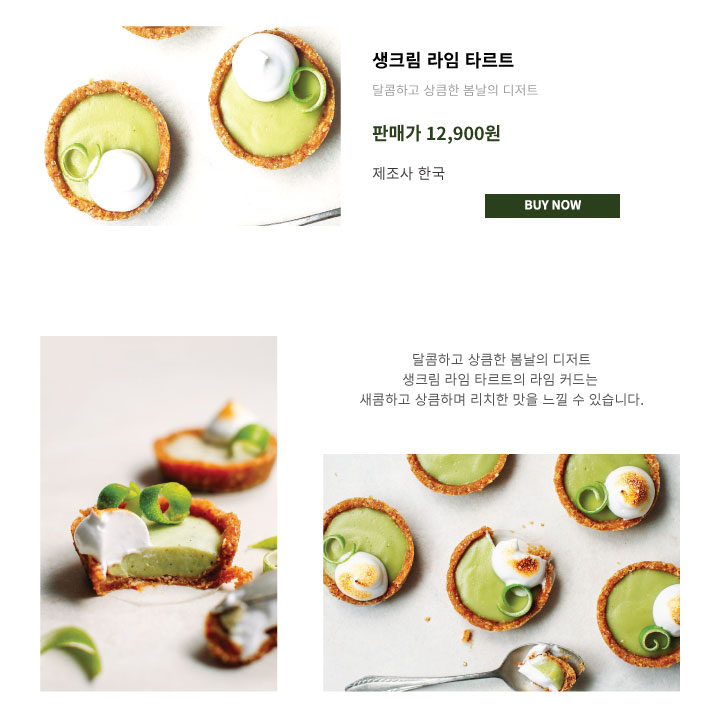 생크림 라임 타르트
달콤하고 상큼한 봄날의 디저트
판매가 12,900원
제조사 한국
BUY NOW
달콤하고 상큼한 봄날의 디저트
생크림 라임 타르트의 라임 커드는
새콤하고 상큼하며 리치한 맛을 느낄 수 있습니다.